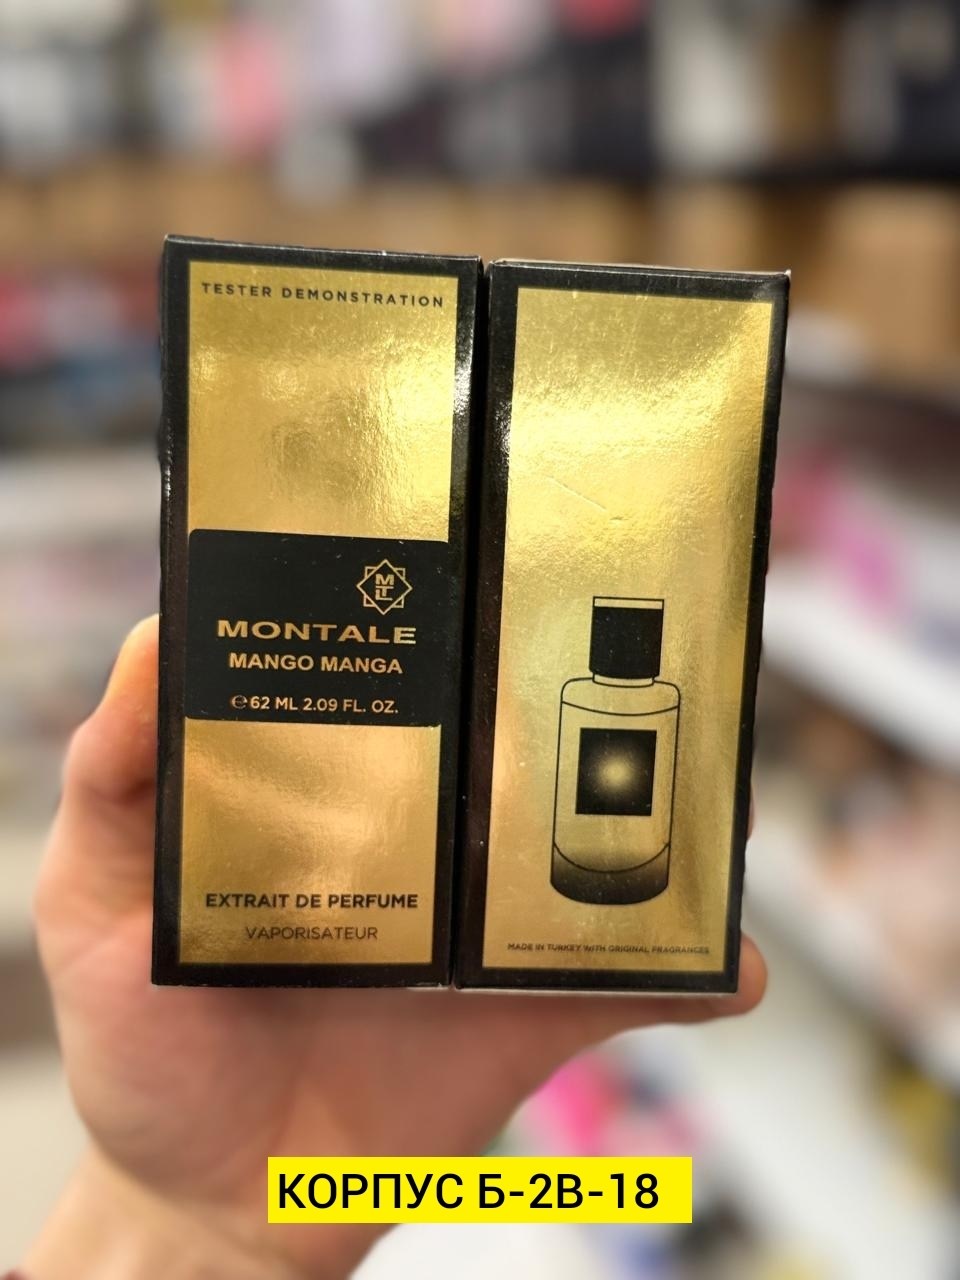 TESTER DEMONSTRATION
MLT
MONTALE
MANGO MANGA
℮62 ML 2.09 FL. OZ.
EXTRAIT DE PERFUME
VAPORISATEUR
MADE IN TURKEY WITH ORIGINAL FRAGRANCES
КОРПУС Б-2В-18